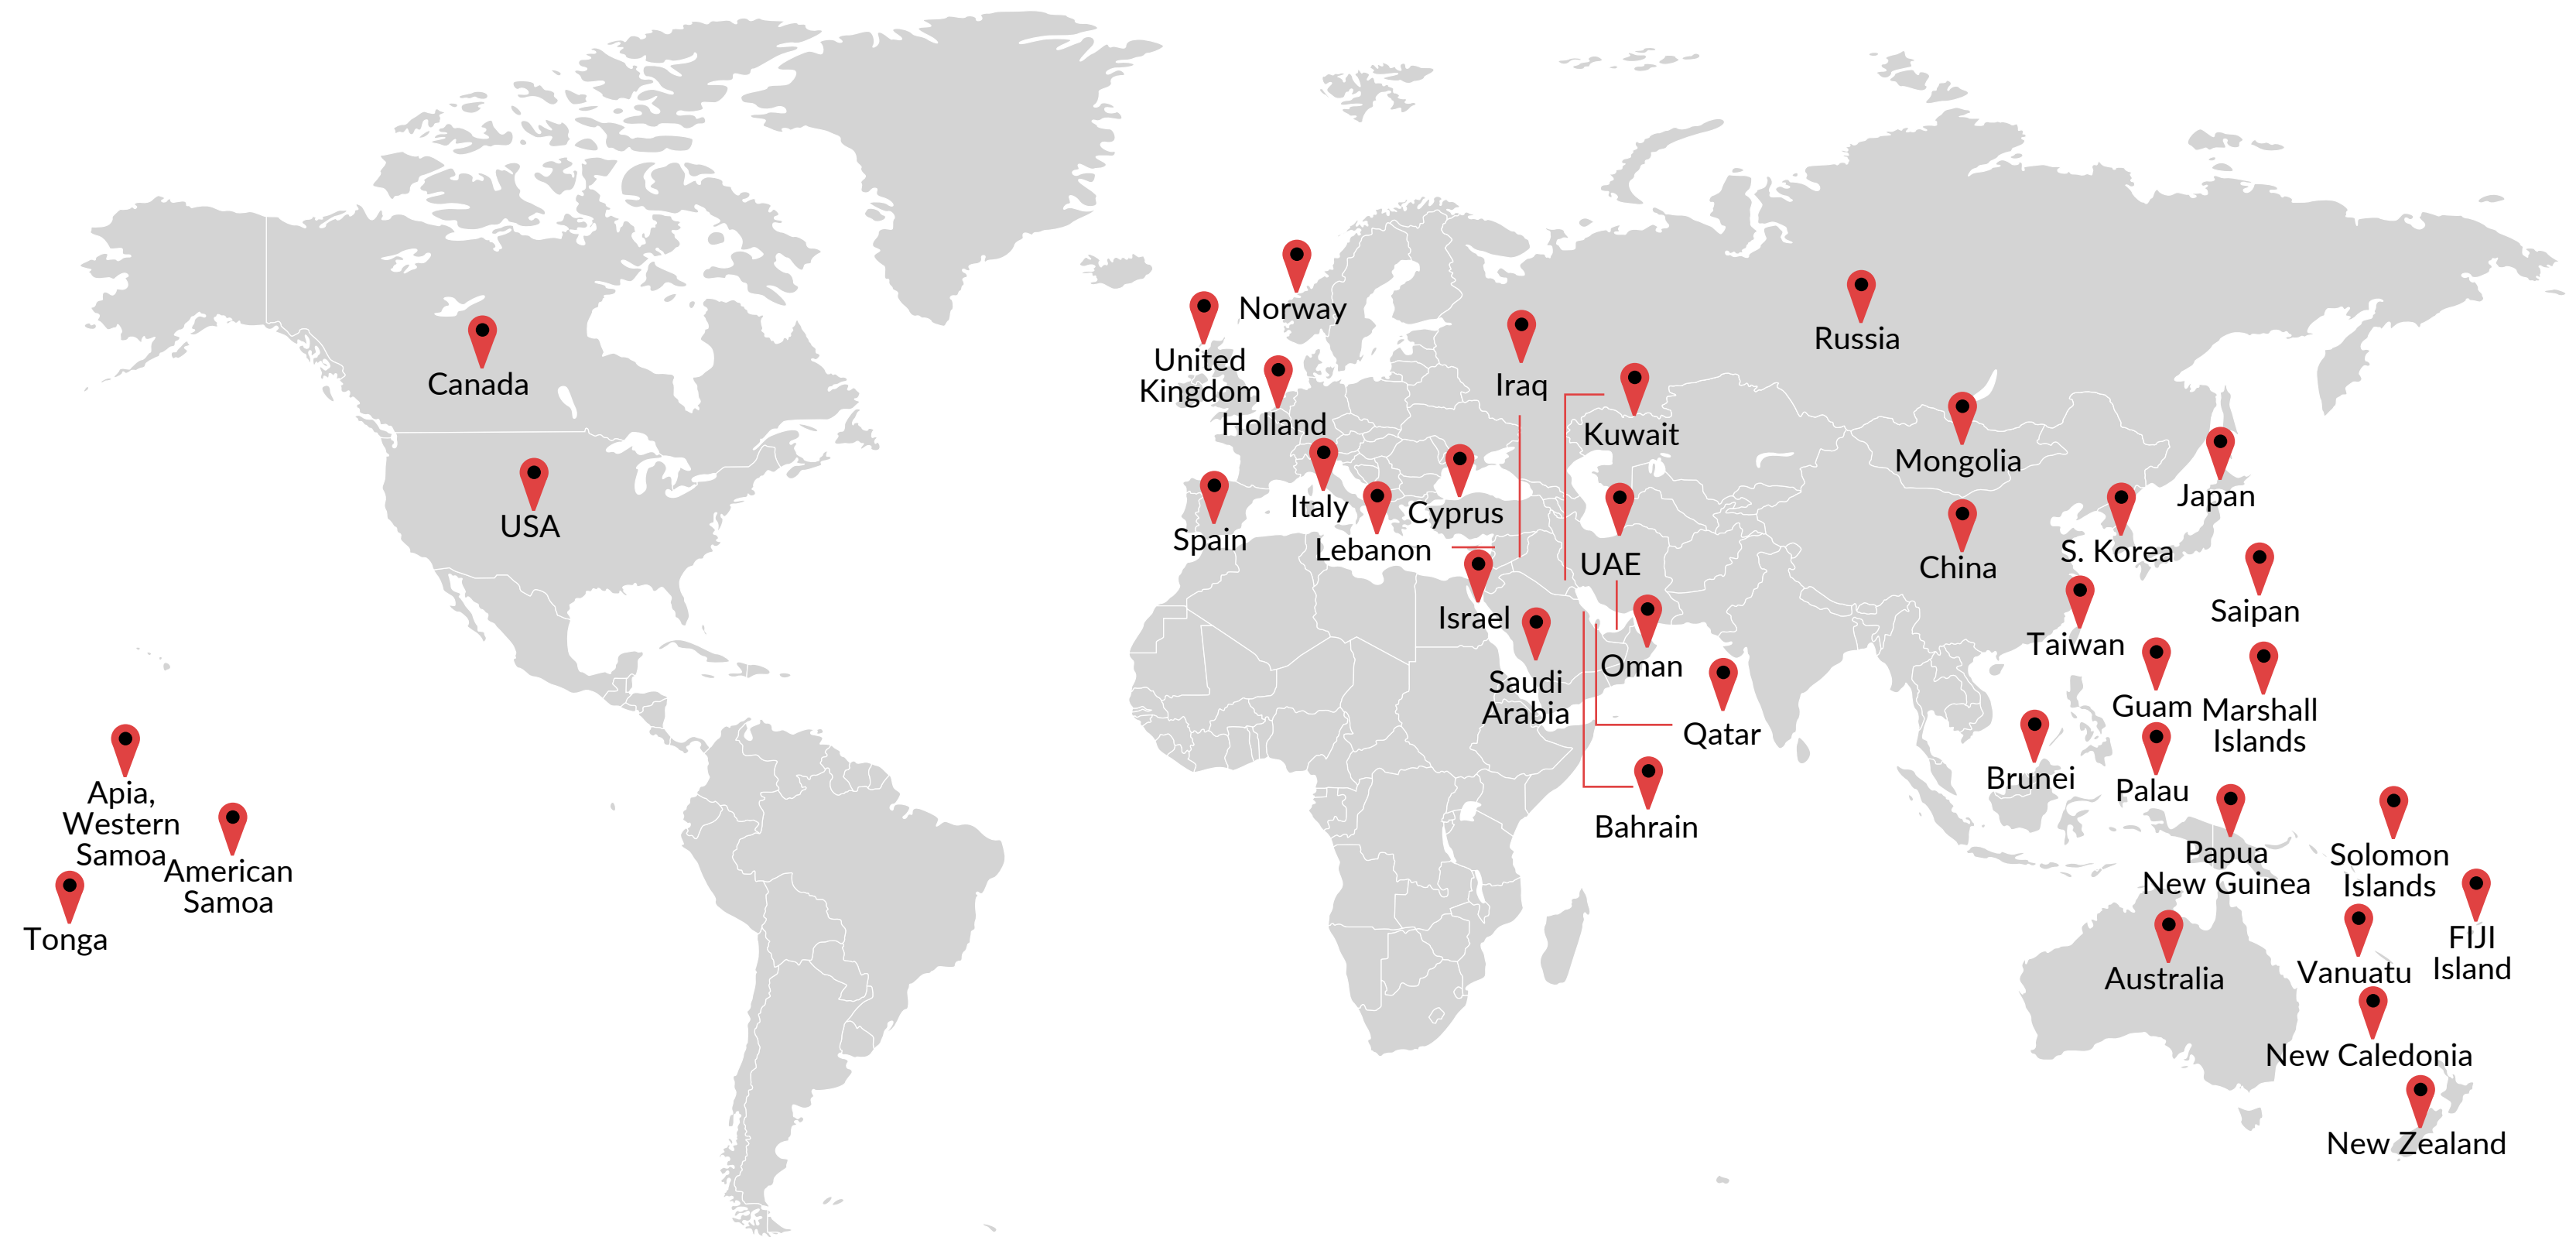 Canada
USA
Apia,
Western
Samoa
American
Samoa
Tonga
Norway
United
Kingdom
Holland
Spain
Italy
Lebanon
Cyprus
Iraq
Kuwait
UAE
Israel
Saudi
Arabia
Oman
Qatar
Bahrain
Russia
Mongolia
China
S. Korea
Japan
Taiwan
Saipan
Guam
Marshall
Islands
Brunei
Palau
Papua
New Guinea
Solomon
Islands
FIJI
Island
Australia
Vanuatu
New Caledonia
New Zealand